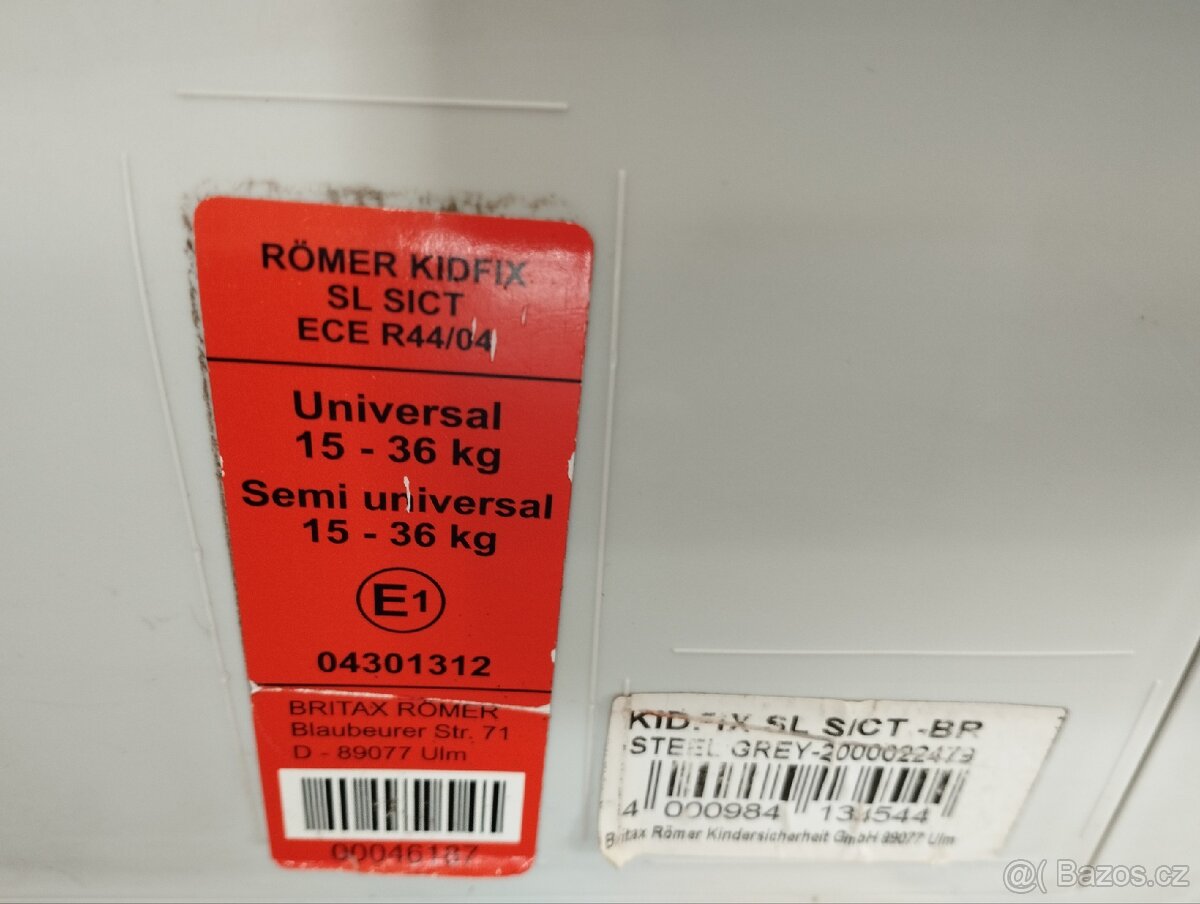 RÖMER KIDFIX
SL SICT
ECE R44/04
Universal
15 - 36 kg
Semi universal
15 - 36 kg
E1
04301312
BRITAX RÖMER
Blaubeurer Str. 71
D - 89077 Ulm
00046187
KIDFIX SL SICT -BR
STEEL GREY-2000022479
4 000984 134544
Britax Römer Kindersicherheit GmbH 89077 Ulm
@( Bazos.cz